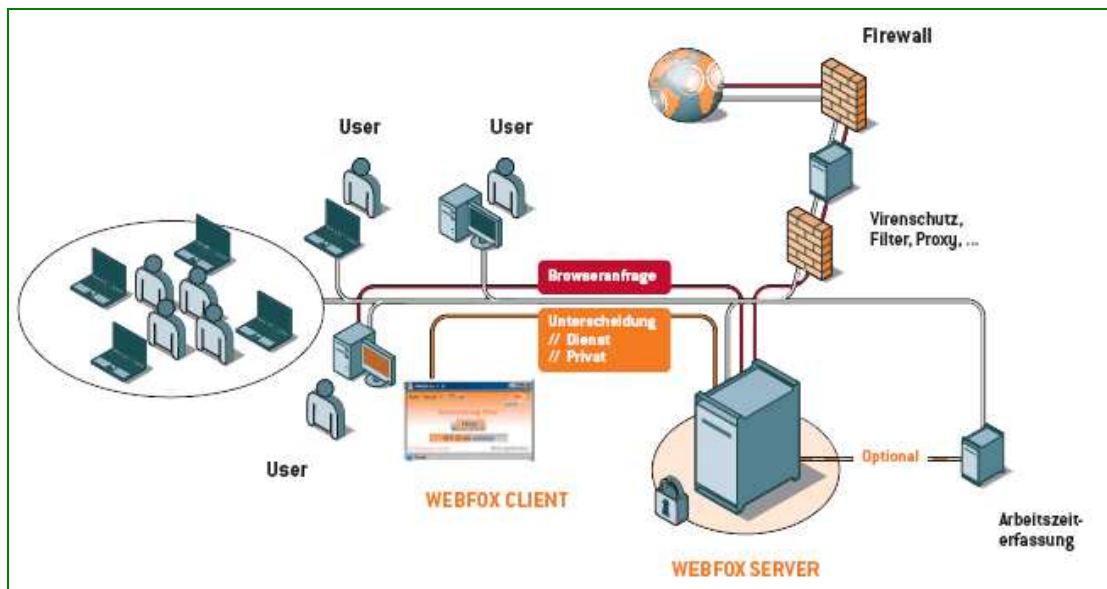 Firewall
User
User
Virenschutz,
Filter, Proxy, ...
Browseranfrage
Unterscheidung
// Dienst
// Privat
User
WEBFOX CLIENT
Optional
Arbeitszeit-
erfassung
WEBFOX SERVER